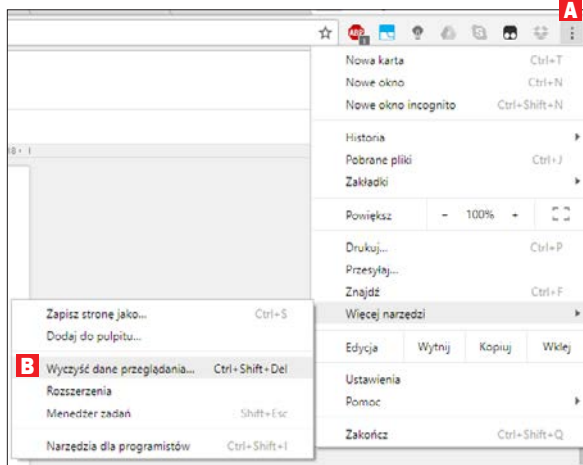 A
ABP
1
Nowa karta Ctrl+T
Nowe okno Ctrl+N
Nowe okno incognito Ctrl+Shift+N
Historia
Pobrane pliki Ctrl+J
Zakładki
Powiększ - 100% +
Drukuj... Ctrl+P
Przesyłaj...
Znajdź Ctrl+F
Więcej narzędzi
Edycja Wytnij Kopiuj Wklej
Ustawienia
Pomoc
Zakończ Ctrl+Shift+Q
Zapisz stronę jako... Ctrl+S
Dodaj do pulpitu...
B Wyczyść dane przeglądania... Ctrl+Shift+Del
Rozszerzenia
Menedżer zadań Shift+Esc
Narzędzia dla programistów Ctrl+Shift+I